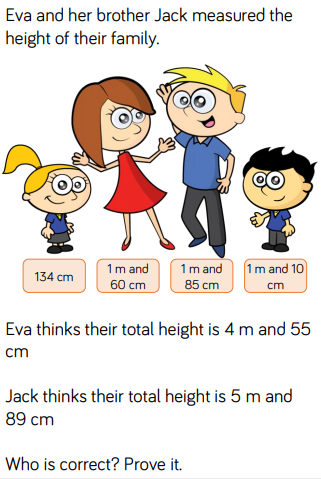 Eva and her brother Jack measured the
height of their family.
134 cm
1 m and
60 cm
1 m and
85 cm
1 m and 10
cm
Eva thinks their total height is 4 m and 55
cm
Jack thinks their total height is 5 m and
89 cm
Who is correct? Prove it.